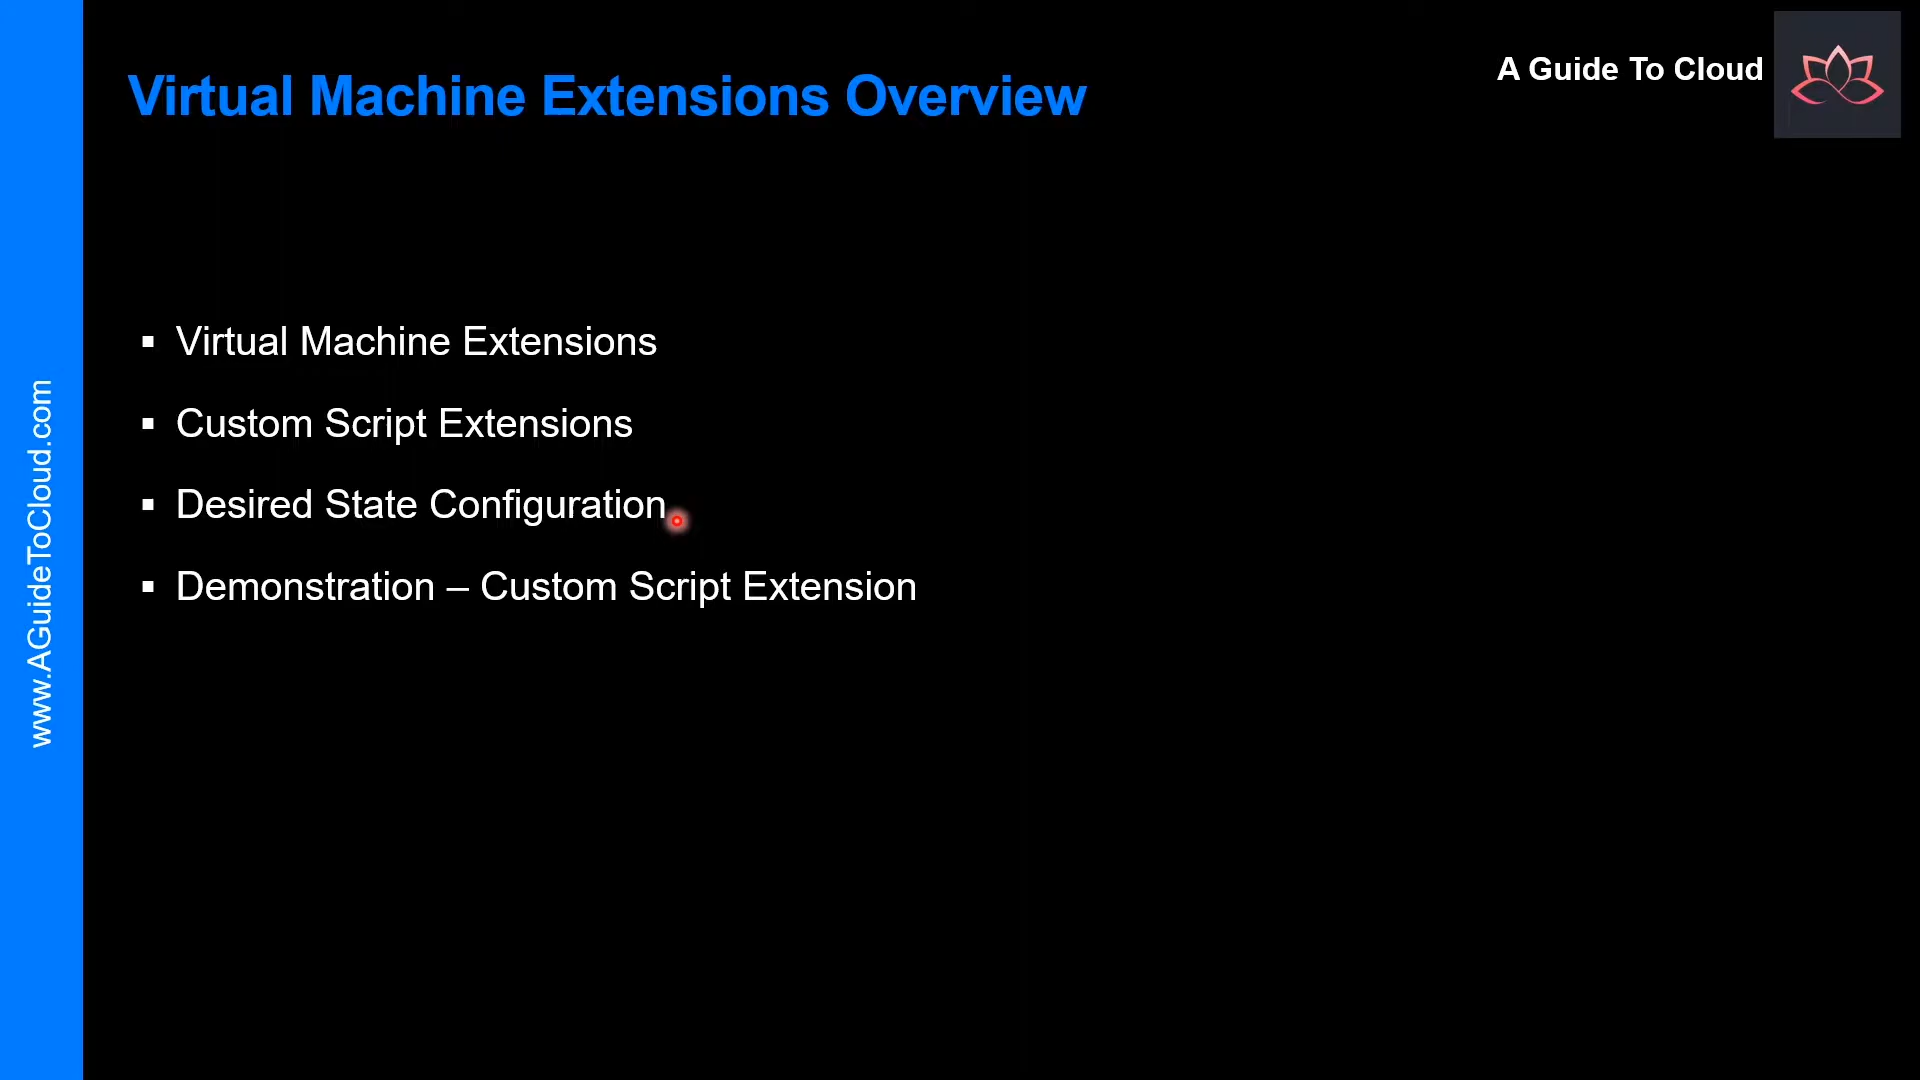 Virtual Machine Extensions Overview
A Guide To Cloud
▪ Virtual Machine Extensions
▪ Custom Script Extensions
▪ Desired State Configuration
▪ Demonstration – Custom Script Extension
www.AGuideToCloud.com